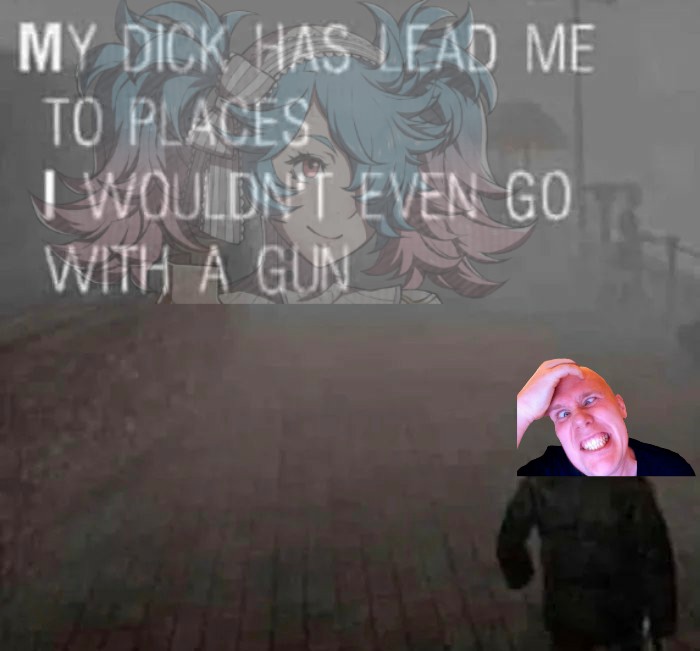 MY DICK HAS LEAD ME
TO PLACES
I WOULDN'T EVEN GO
WITH A GUN